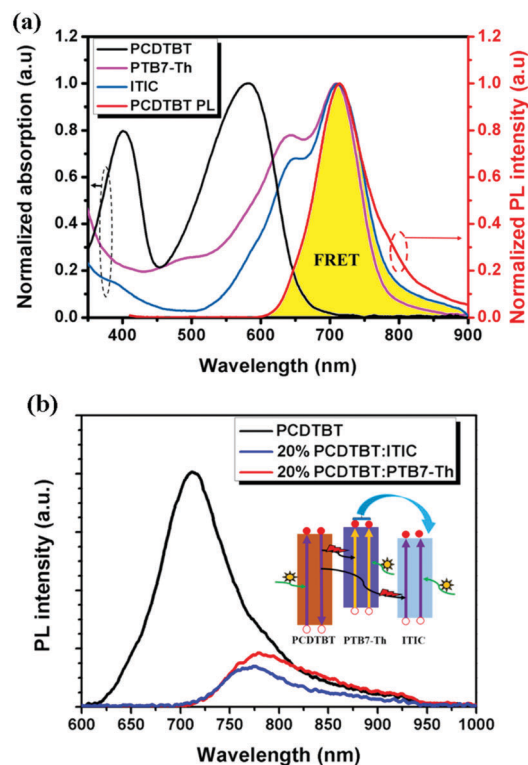 (a)
PCDTBT
PTB7-Th
ITIC
PCDTBT PL
Normalized absorption (a.u)
1.2
1.0
0.8
0.6
0.4
0.2
0.0
Normalized PL intensity (a.u)
1.2
1.0
0.8
0.6
0.4
0.2
0.0
FRET
400 500 600 700 800 900
Wavelength (nm)
(b)
PCDTBT
20% PCDTBT:ITIC
20% PCDTBT:PTB7-Th
PL intensity (a.u.)
PCDTBT PTB7-Th ITIC
600 650 700 750 800 850 900 950 1000
Wavelength (nm)